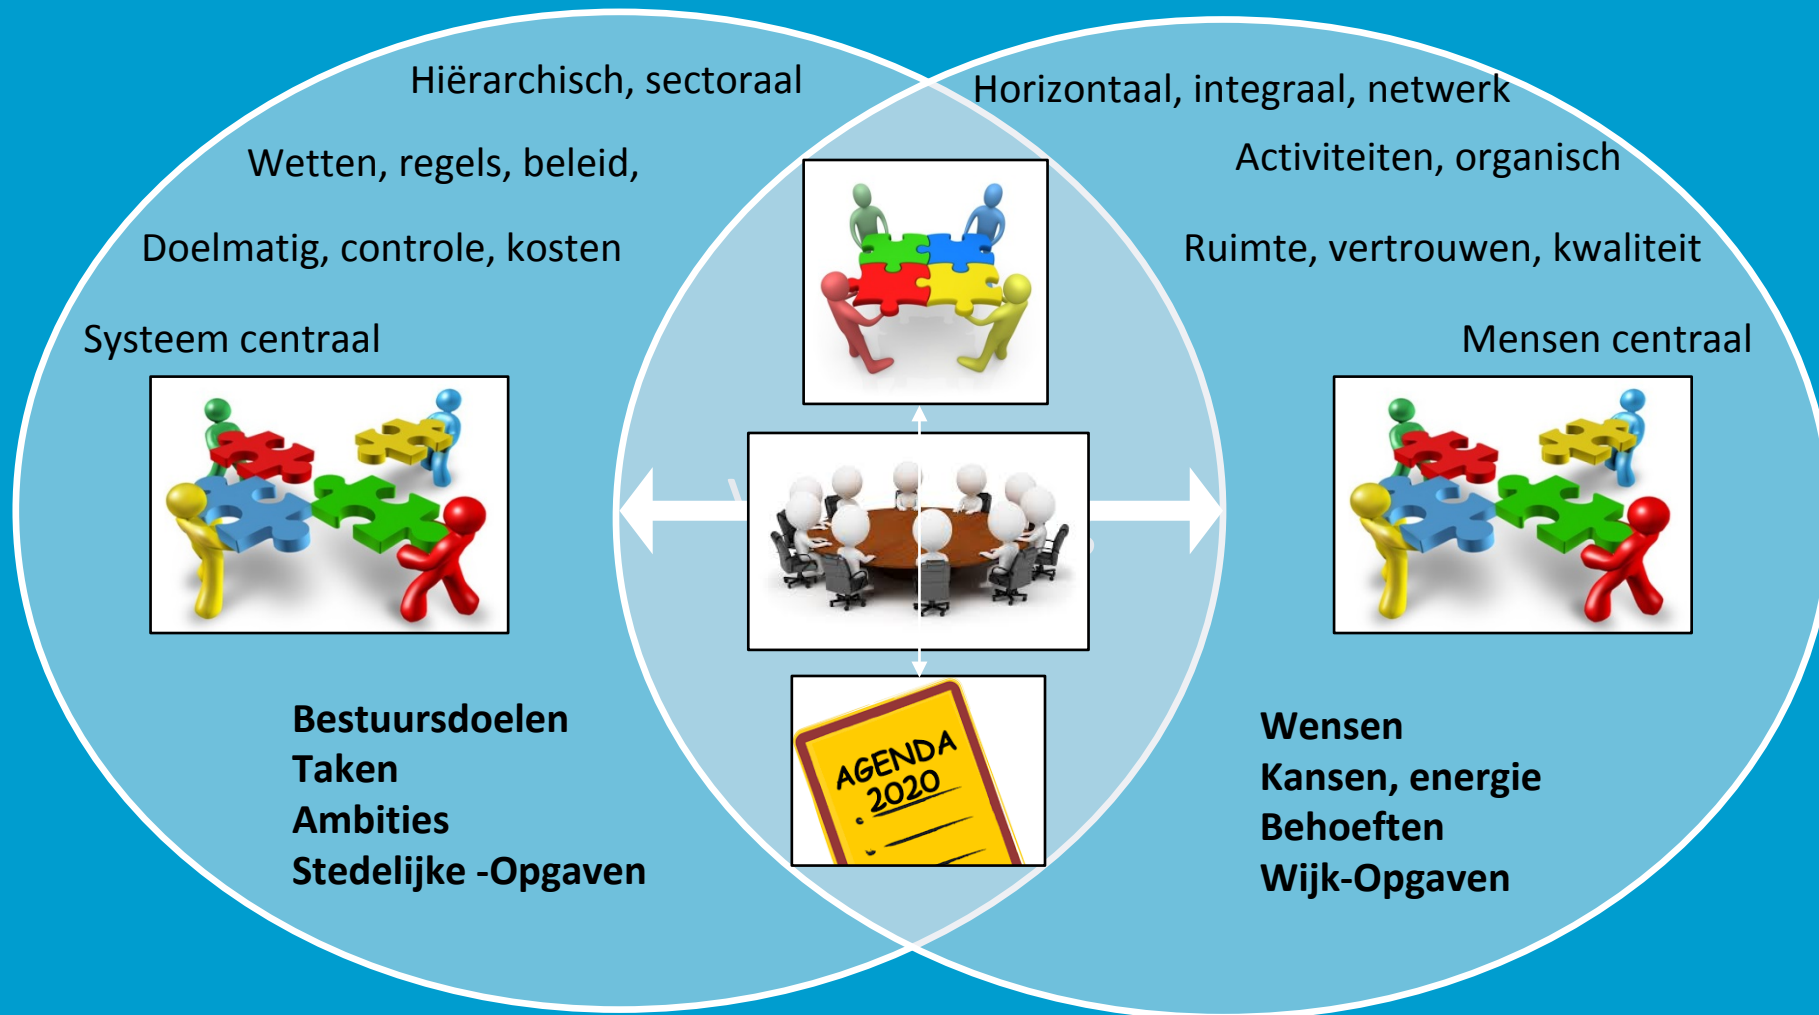 Hiërarchisch, sectoraal
Wetten, regels, beleid,
Doelmatig, controle, kosten
Systeem centraal
Bestuursdoelen
Taken
Ambities
Stedelijke -Opgaven
AGENDA
2020
Horizontaal, integraal, netwerk
Activiteiten, organisch
Ruimte, vertrouwen, kwaliteit
Mensen centraal
Wensen
Kansen, energie
Behoeften
Wijk-Opgaven